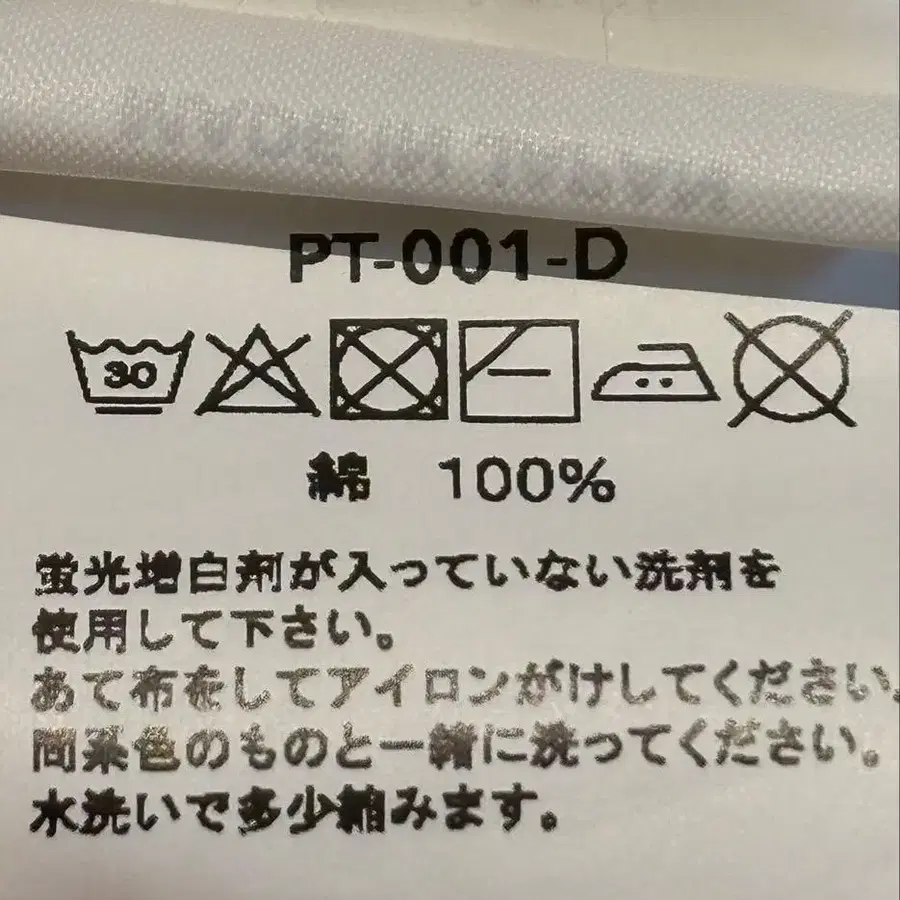 PT-001-D
30
綿 100%
蛍光増白剤が入っていない洗剤を
使用して下さい。
あて布をしてアイロンがけしてください。
同系色のものと一緒に洗ってください。
水洗いで多少縮みます。